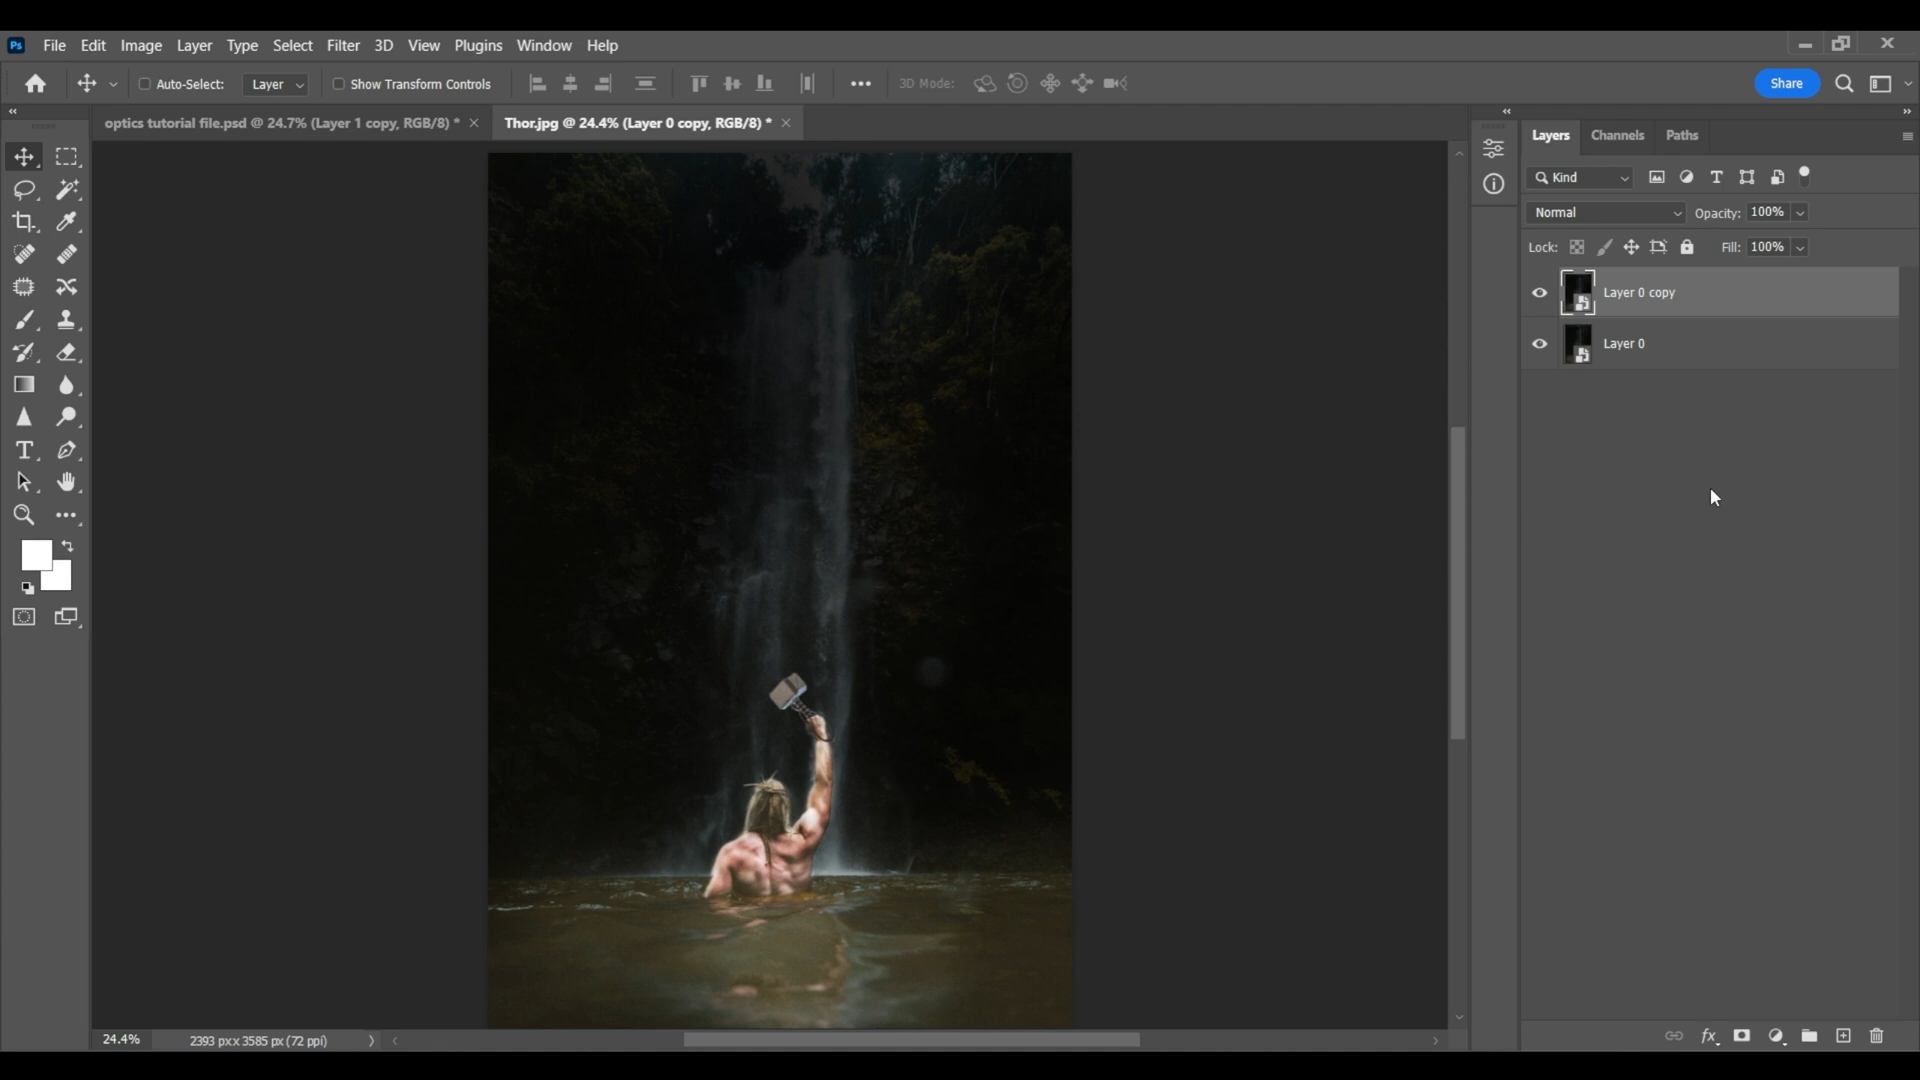 Ps File Edit Image Layer Type Select Filter 3D View Plugins Window Help
Auto-Select: Layer Show Transform Controls 3D Mode: Share
optics tutorial file.psd @ 24.7% (Layer 1 copy, RGB/8) * Thor.jpg @ 24.4% (Layer 0 copy, RGB/8) *
Layers Channels Paths
Kind
Normal Opacity: 100%
Lock: Fill: 100%
Layer 0 copy
Layer 0
24.4% 2393 px x 3585 px (72 ppi)
fx